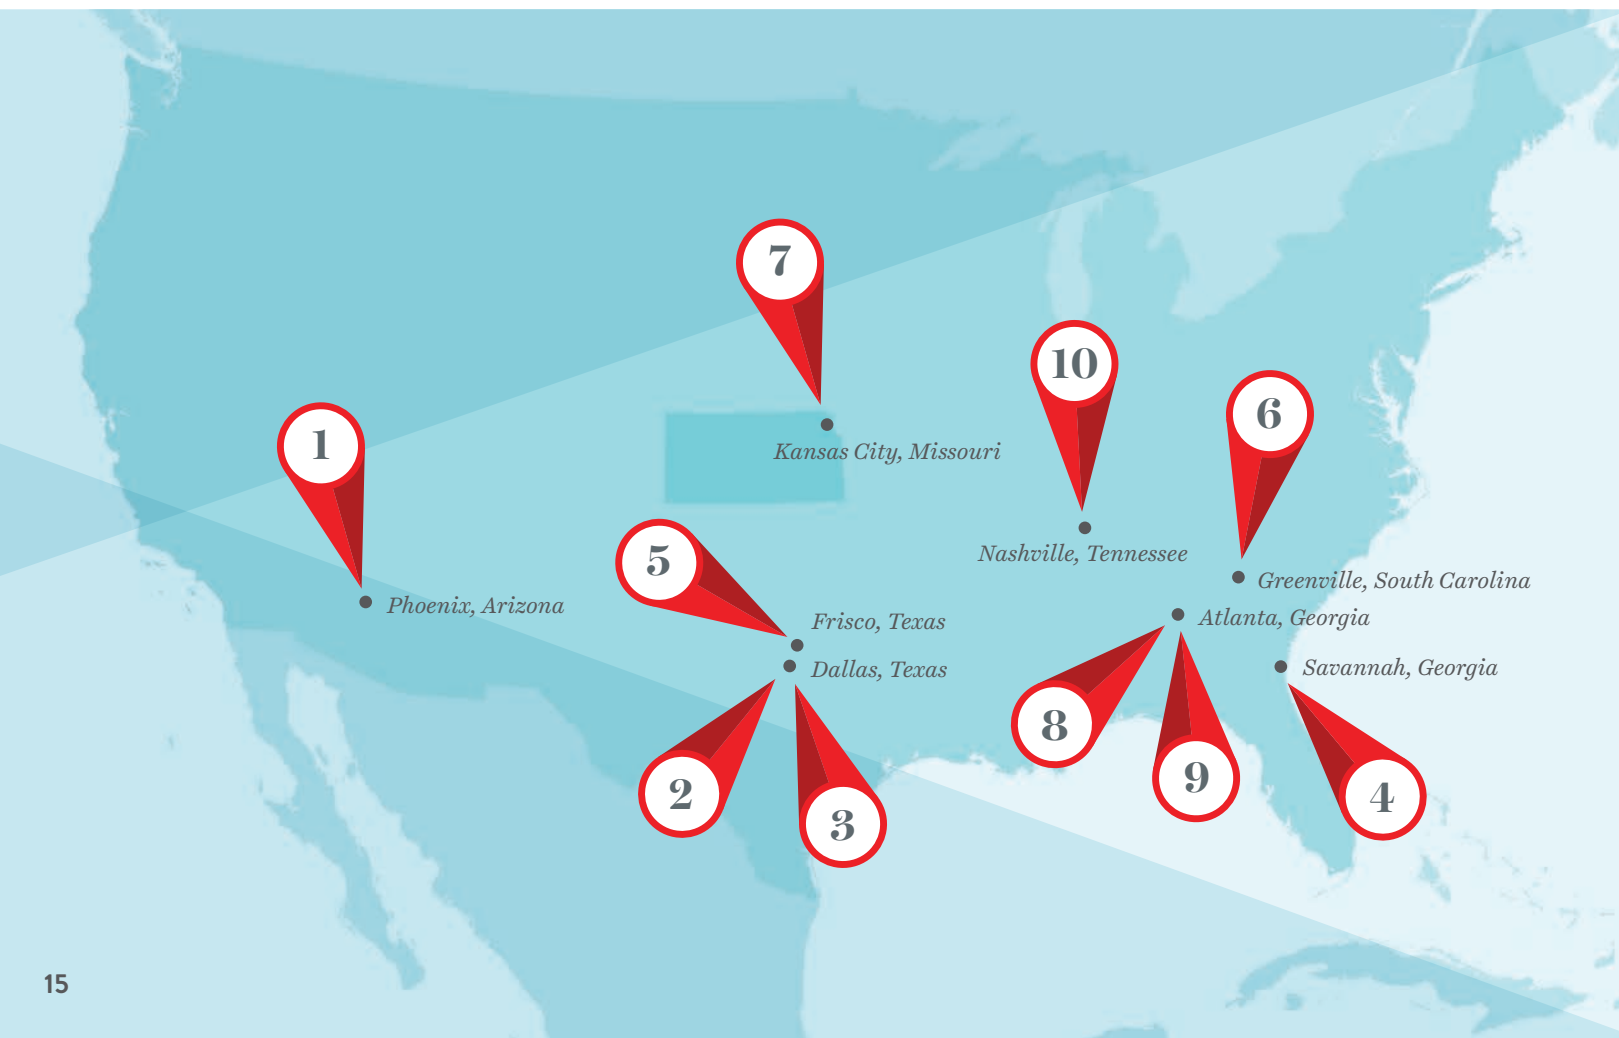 7
10
6
1
Kansas City, Missouri
5
Nashville, Tennessee
Greenville, South Carolina
Phoenix, Arizona
Frisco, Texas
Atlanta, Georgia
Dallas, Texas
Savannah, Georgia
8
9
2
3
4
15